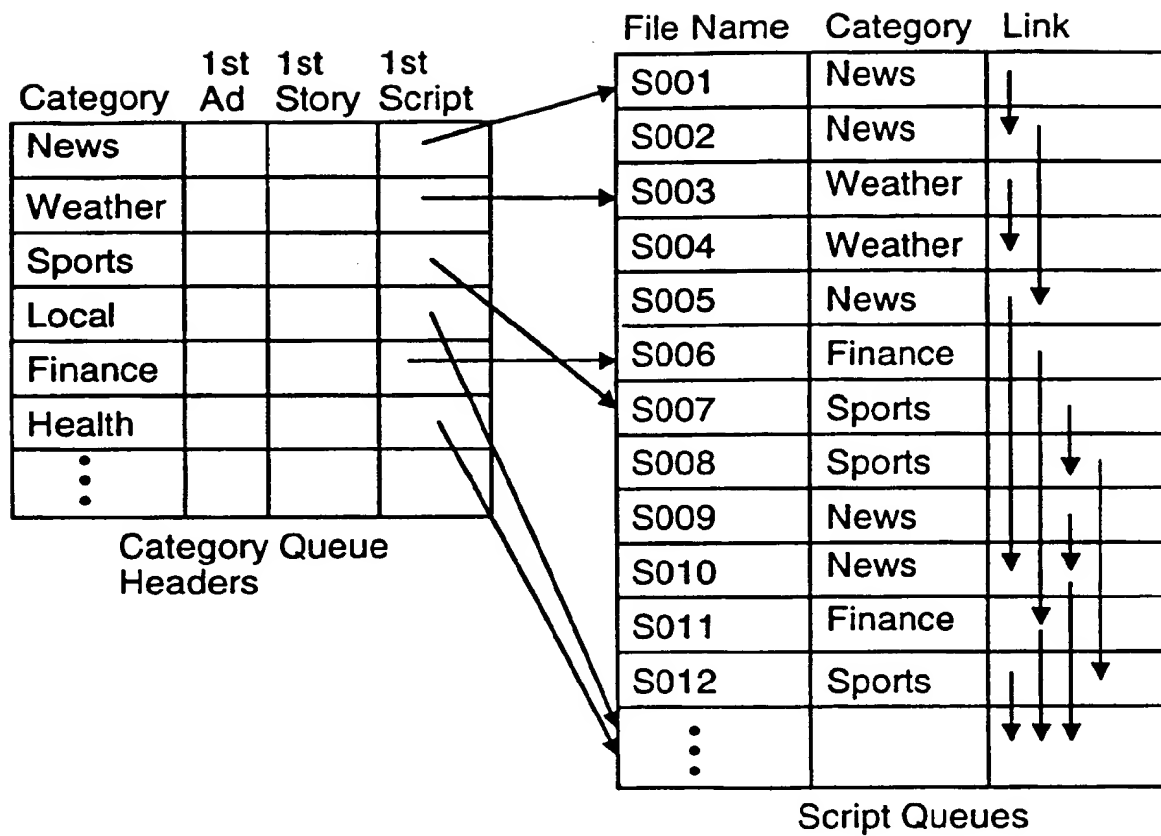 1st 1st 1st
Category Ad Story Script
News
Weather
Sports
Local
Finance
Health
Category Queue
Headers
File Name Category Link
S001 News
S002 News
S003 Weather
S004 Weather
S005 News
S006 Finance
S007 Sports
S008 Sports
S009 News
S010 News
S011 Finance
S012 Sports
Script Queues